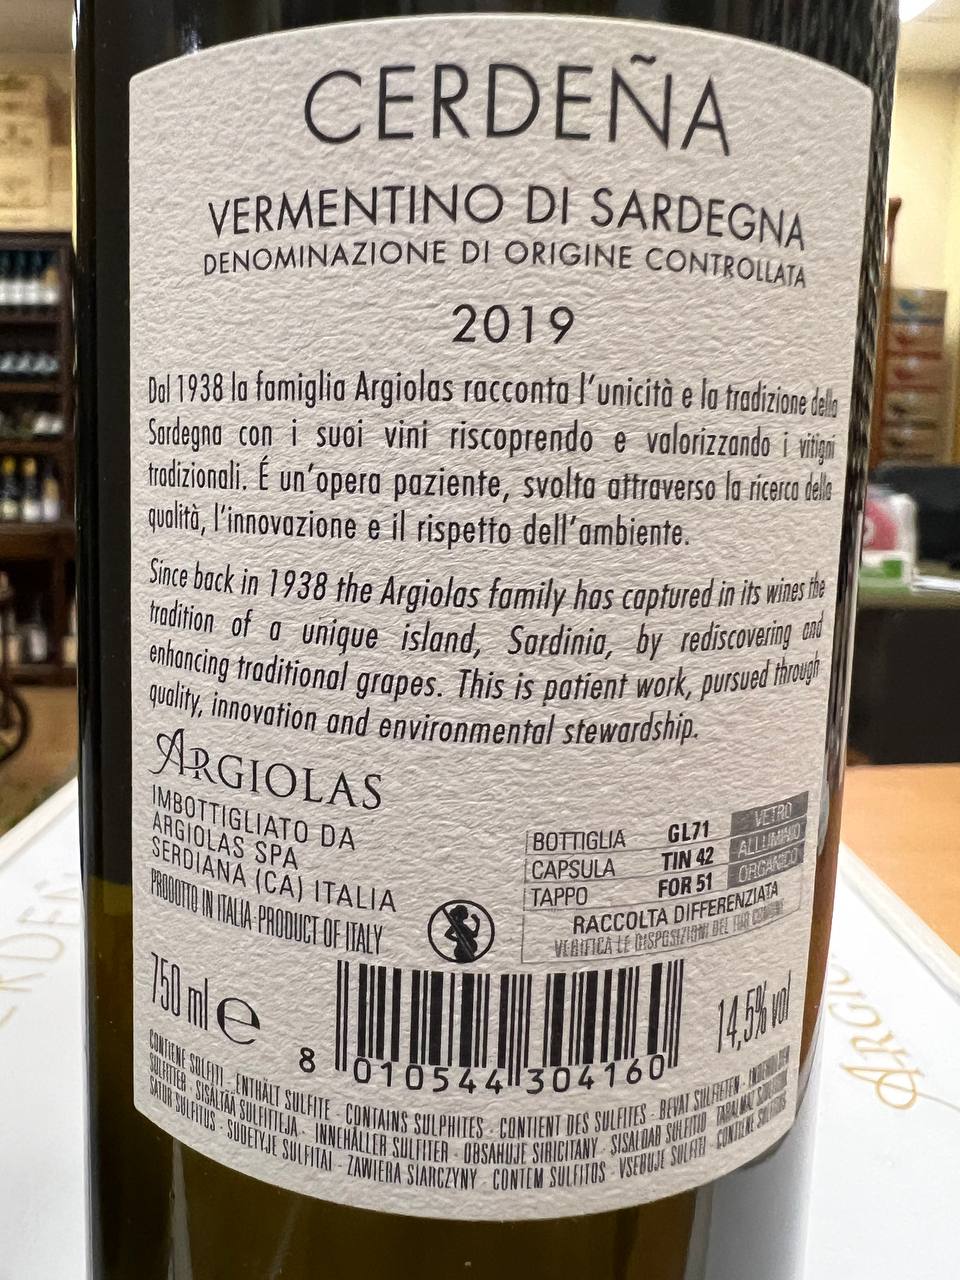 CERDEÑA
VERMENTINO DI SARDEGNA
DENOMINAZIONE DI ORIGINE CONTROLLATA
2019
Dal 1938 la famiglia Argiolas racconta l'unicità e la tradizione della
Sardegna con i suoi vini riscoprendo e valorizzando i vitigni
tradizionali. É un'opera paziente, svolta attraverso la ricerca della
qualità, l'innovazione e il rispetto dell'ambiente.
Since back in 1938 the Argiolas family has captured in its wines the
tradition of a unique island, Sardinia, by rediscovering and
enhancing traditional grapes. This is patient work, pursued through
quality, innovation and environmental stewardship.
ARGIOLAS
IMBOTTIGLIATO DA
ARGIOLAS SPA
SERDIANA (CA) ITALIA
PRODOTTO IN ITALIA-PRODUCT OF ITALY
BOTTIGLIA GL71 VETRO
CAPSULA TIN 42 ALLUMINIO
TAPPO FOR 51 ORGANICO
RACCOLTA DIFFERENZIATA
VERIFICA LE DISPOSIZIONI DEL TUO COMUNE
750 ml e
14,5% vol
8 010544 304160
CONTIENE SULFITI - ENTHÄLT SULFITE - CONTAINS SULPHITES - CONTIENT DES SULFITES - BEVAT SULFIETEN -
SULFITTER - SISÄLTÄÄ SULFIITTEJA - INNEHÅLLER SULFITER - OBSAHUJE SIRICITANY - SISALDAB SULFITID -
SATUR SULFITUS - SUDETYJE SULFITAI - ZAWIERA SIARCZYNY - CONTEM SULFITOS - VSEBUJE SULFITI - CONTIENE SULFITOS